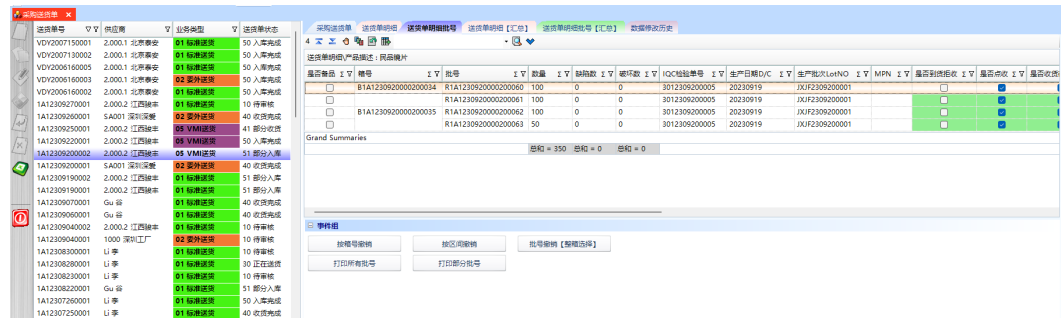 采购送货单 ×
送货单号 供应商 业务类型 送货单状态
VDY2007150001 2.000.1 北京泰安 01 标准送货 50 入库完成
VDY2007130002 2.000.1 北京泰安 01 标准送货 50 入库完成
VDY2006160005 2.000.1 北京泰安 01 标准送货 50 入库完成
VDY2006160003 2.000.1 北京泰安 02 委外送货 50 入库完成
VDY2006160002 2.000.1 北京泰安 01 标准送货 50 入库完成
1A12309270001 2.000.2 江西骏丰 01 标准送货 10 待审核
1A12309260001 SA001 深圳深爱 02 委外送货 40 收货完成
1A12309250001 2.000.2 江西骏丰 05 VMI送货 41 部分收货
1A12309220001 2.000.2 江西骏丰 05 VMI送货 50 入库完成
1A12309200002 2.000.2 江西骏丰 05 VMI送货 51 部分入库
1A12309200001 SA001 深圳深爱 02 委外送货 40 收货完成
1A12309190002 2.000.2 江西骏丰 01 标准送货 51 部分入库
1A12309190001 2.000.2 江西骏丰 01 标准送货 51 部分入库
1A12309070001 Gu 谷 01 标准送货 40 收货完成
1A12309060001 Gu 谷 01 标准送货 40 收货完成
1A12309040002 2.000.2 江西骏丰 01 标准送货 10 待审核
1A12309040001 1000 深圳工厂 02 委外送货 10 待审核
1A12308300001 Li 李 01 标准送货 10 待审核
1A12308280001 Li 李 01 标准送货 30 正在送货
1A12308230001 Li 李 01 标准送货 10 待审核
1A12308220001 Gu 谷 01 标准送货 51 部分入库
1A12307260001 Li 李 01 标准送货 50 入库完成
1A12307250001 Li 李 01 标准送货 40 收货完成
采购送货单 送货单明细 送货单明细批号 送货单明细【汇总】 送货单明细批号【汇总】 数据修改历史
4
送货单明细\产品描述：民品镜片
是否备品 Σ 箱号 Σ 批号 Σ 数量 Σ 缺陷数 Σ 破坏数 Σ IQC检验单号 Σ 生产日期D/C Σ 生产批次LotNO Σ MPN Σ 是否到货拒收 Σ 是否点收 Σ 是否收货
B1A1230920000200034 R1A1230920000200060 100 0 0 3012309200005 20230919 JXJF2309200001
R1A1230920000200061 100 0 0 3012309200005 20230919 JXJF2309200001
B1A1230920000200035 R1A1230920000200062 100 0 0 3012309200005 20230919 JXJF2309200001
R1A1230920000200063 50 0 0 3012309200005 20230919 JXJF2309200001
Grand Summaries
总和 = 350 总和 = 0 总和 = 0
事件组
按箱号撤销 按区间撤销 批号撤销【整箱选择】
打印所有批号 打印部分批号